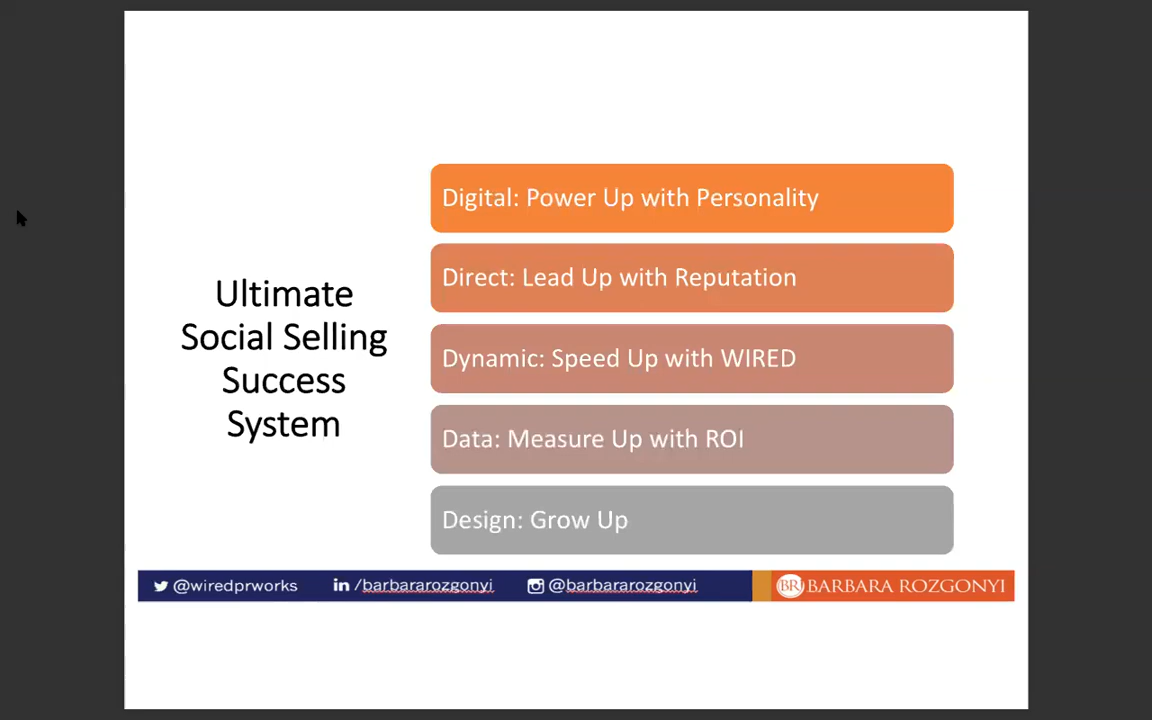 Ultimate
Social Selling
Success
System
Digital: Power Up with Personality
Direct: Lead Up with Reputation
Dynamic: Speed Up with WIRED
Data: Measure Up with ROI
Design: Grow Up
@wiredprworks
in /barbararozgonyi
@barbararozgonyi
BR BARBARA ROZGONYI